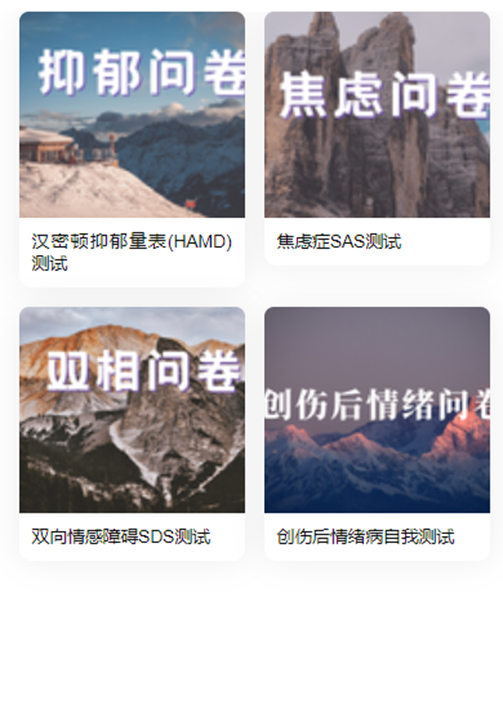 抑郁问卷
焦虑问卷
汉密顿抑郁量表(HAMD)
测试
焦虑症SAS测试
双相问卷
创伤后情绪问卷
双向情感障碍SDS测试
创伤后情绪病自我测试